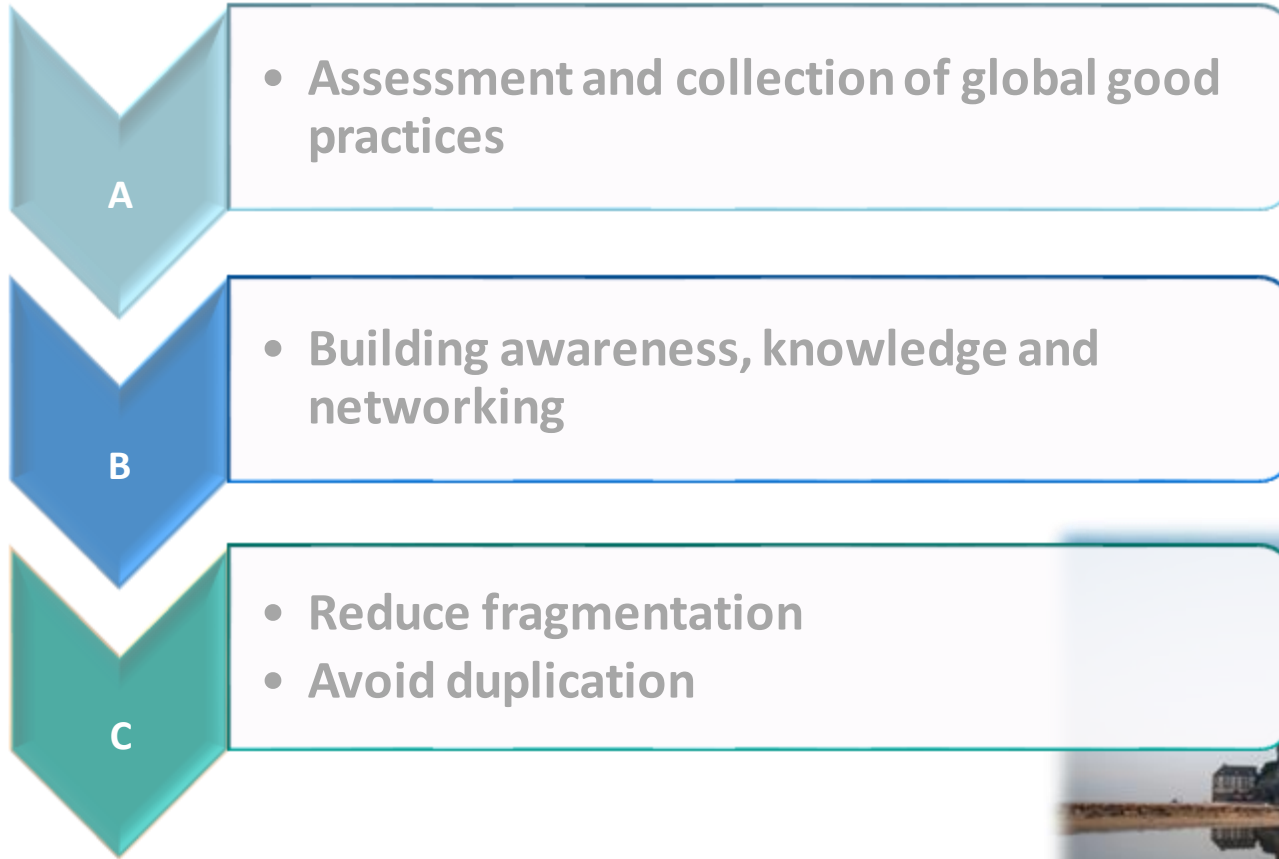 A
• Assessment and collection of global good
practices
B
• Building awareness, knowledge and
networking
C
• Reduce fragmentation
• Avoid duplication